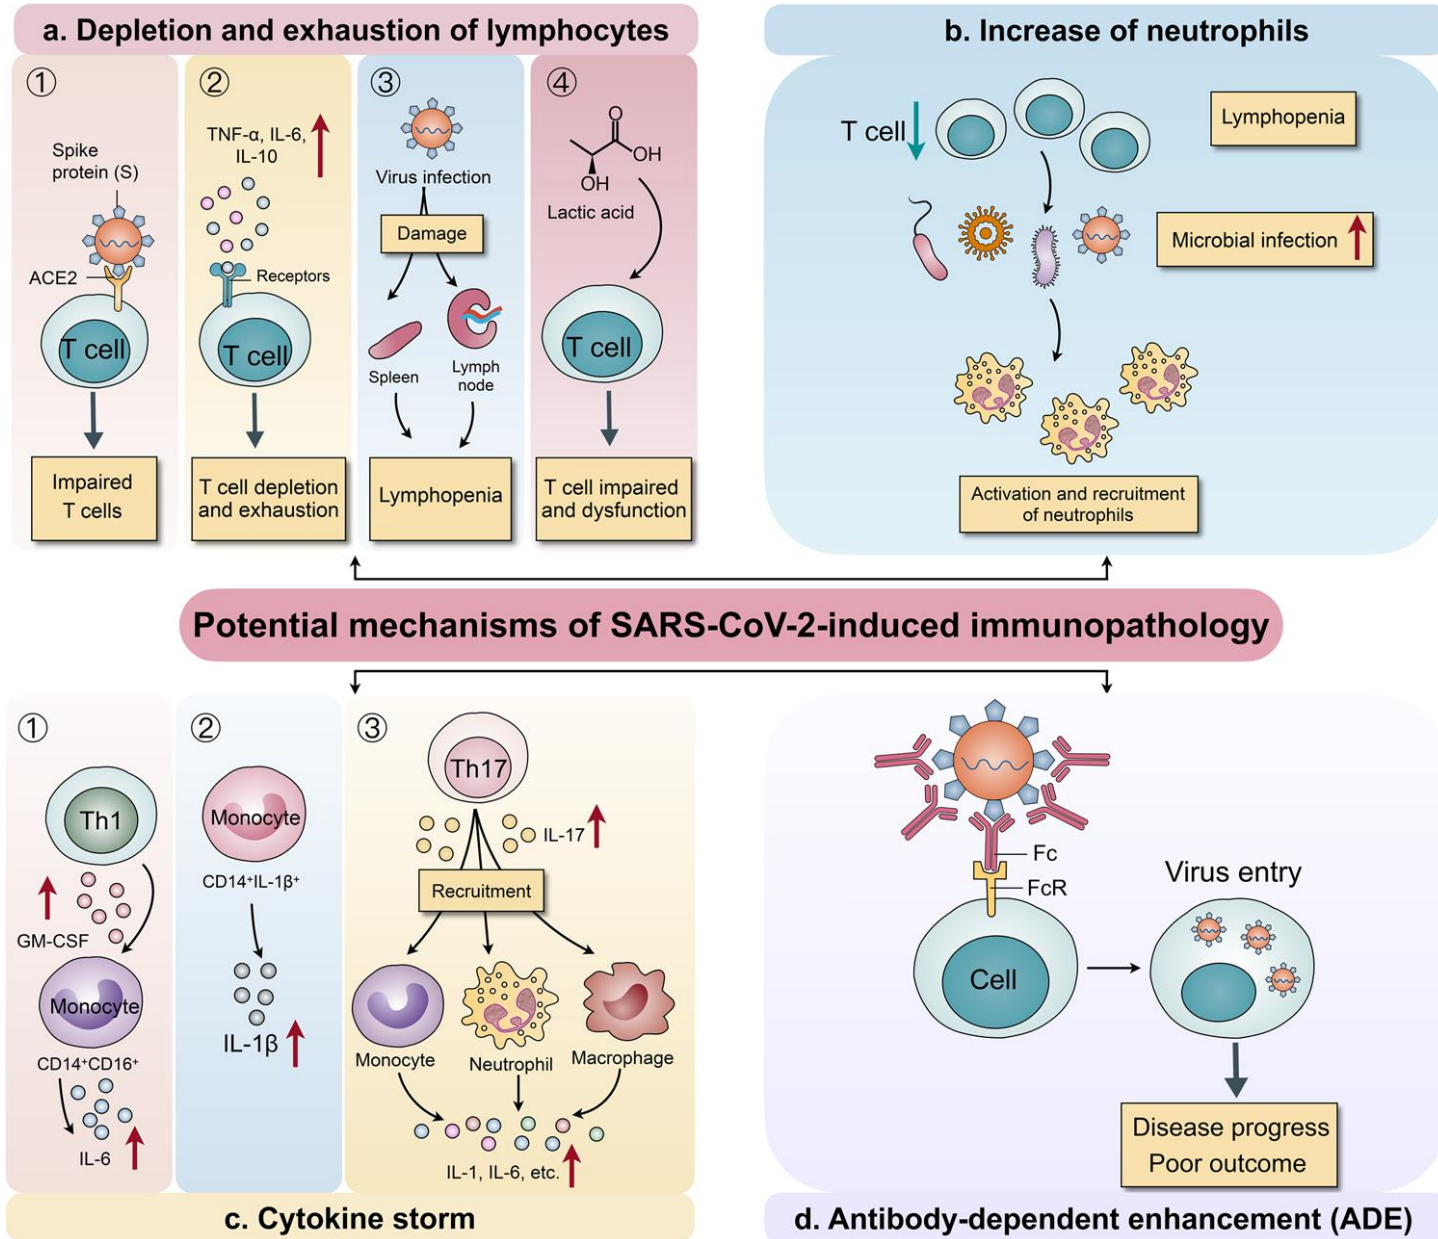 a. Depletion and exhaustion of lymphocytes
①
Spike
protein (S)
ACE2
T cell
Impaired
T cells
②
TNF-α, IL-6,
IL-10
Receptors
T cell
T cell depletion
and exhaustion
③
Virus infection
Damage
Spleen
Lymph
node
Lymphopenia
④
O
OH
OH
Lactic acid
T cell
T cell impaired
and dysfunction
b. Increase of neutrophils
T cell
Lymphopenia
Microbial infection
Activation and recruitment
of neutrophils
Potential mechanisms of SARS-CoV-2-induced immunopathology
①
Th1
GM-CSF
Monocyte
CD14⁺CD16⁺
IL-6
②
Monocyte
CD14⁺IL-1β⁺
IL-1β
③
Th17
IL-17
Recruitment
Monocyte
Neutrophil
Macrophage
IL-1, IL-6, etc.
c. Cytokine storm
Fc
FcR
Cell
Virus entry
Disease progress
Poor outcome
d. Antibody-dependent enhancement (ADE)